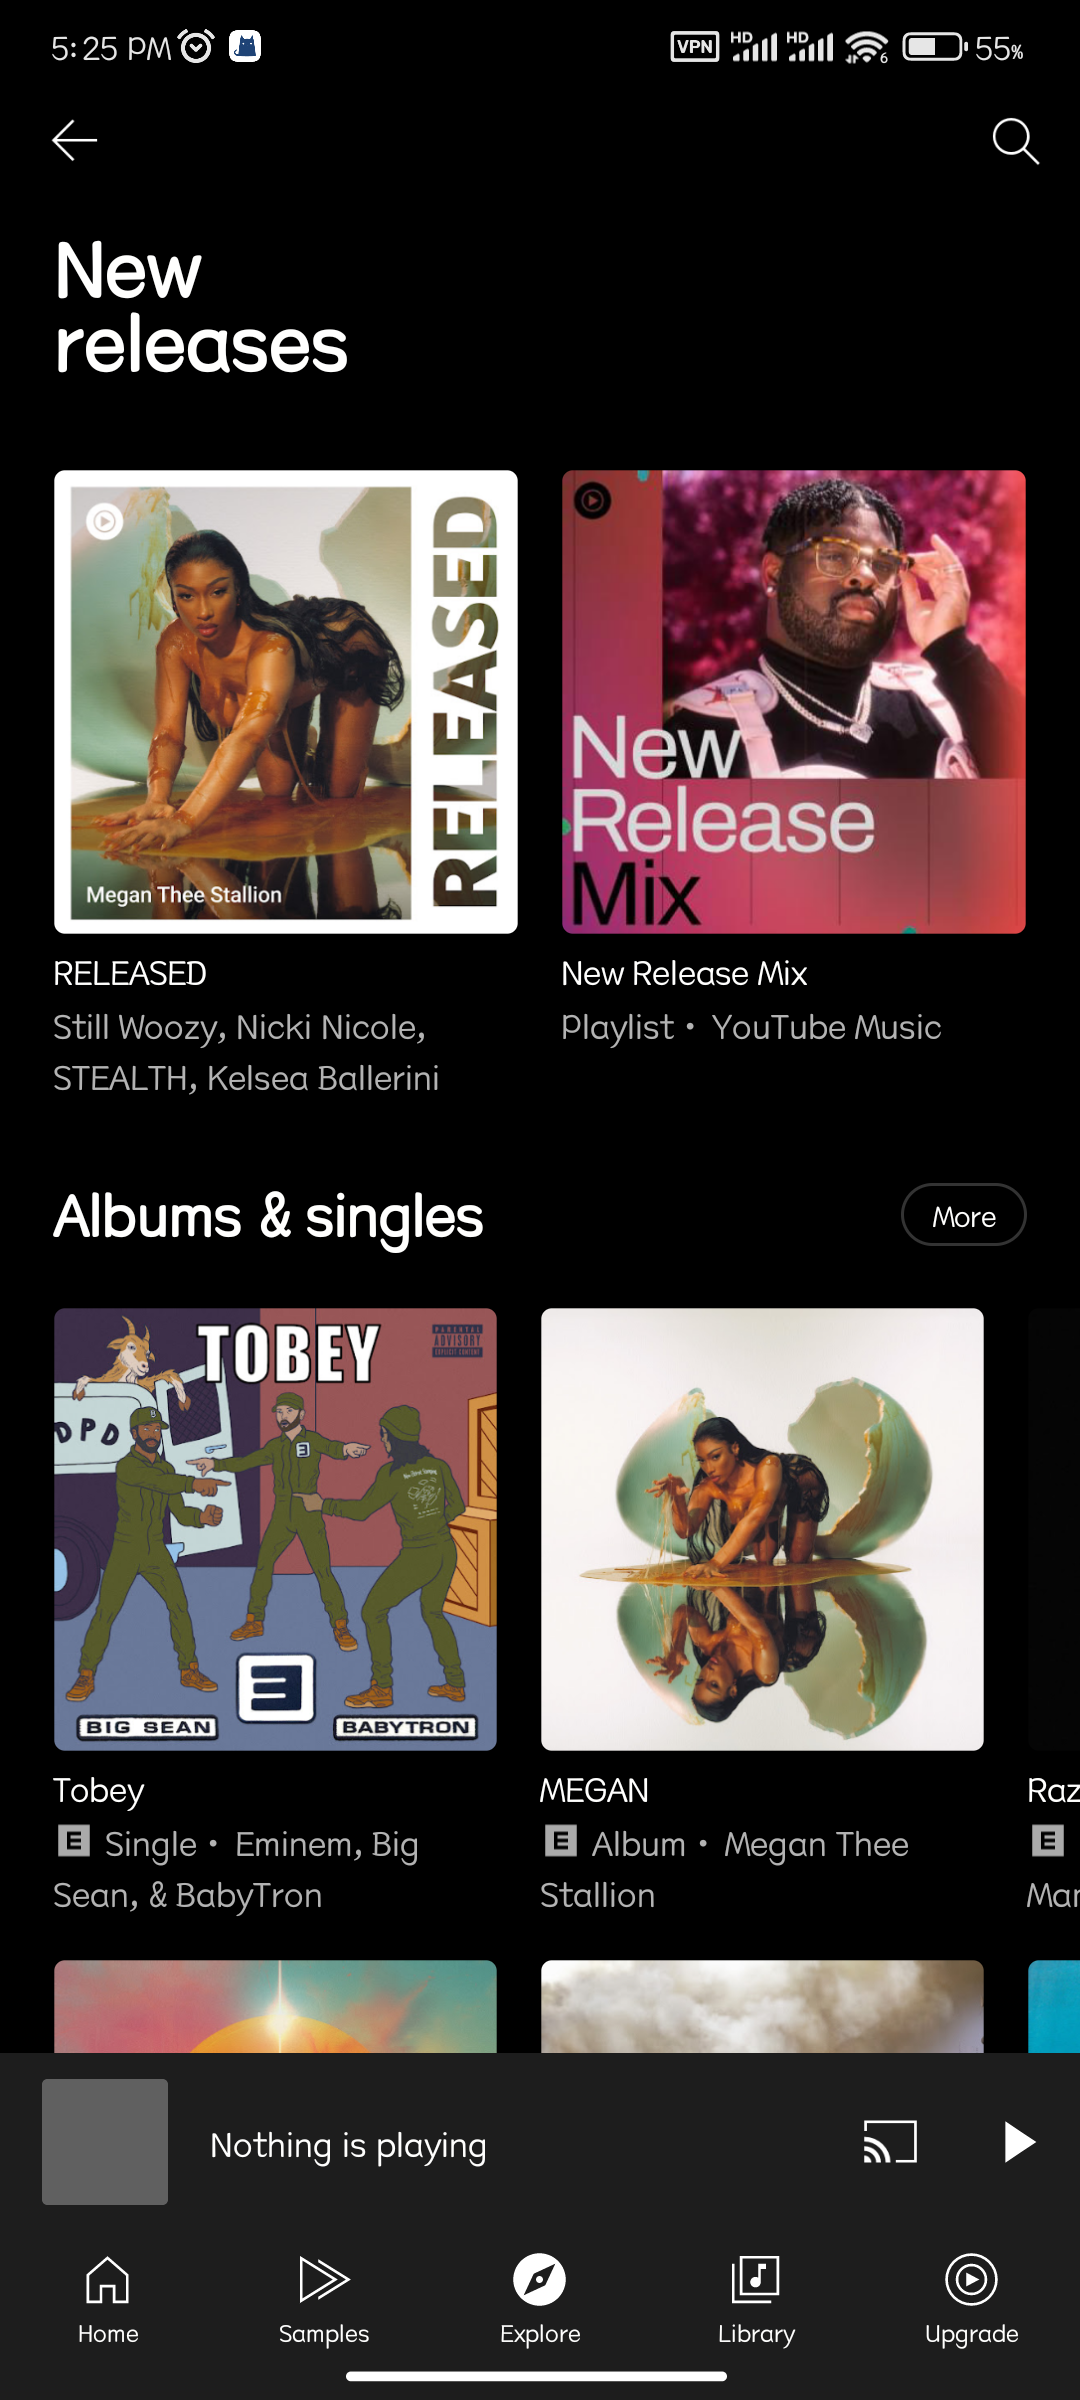 5:25 PM
VPN HD HD 6 55%
New
releases
RELEASED
Megan Thee Stallion
New
Release
Mix
RELEASED
Still Woozy, Nicki Nicole,
STEALTH, Kelsea Ballerini
New Release Mix
Playlist • YouTube Music
Albums & singles
More
TOBEY
PARENTAL
ADVISORY
EXPLICIT CONTENT
DPD
BIG SEAN
BABYTRON
Tobey
E Single • Eminem, Big
Sean, & BabyTron
MEGAN
E Album • Megan Thee
Stallion
Raz
E
Mar
Nothing is playing
Home
Samples
Explore
Library
Upgrade